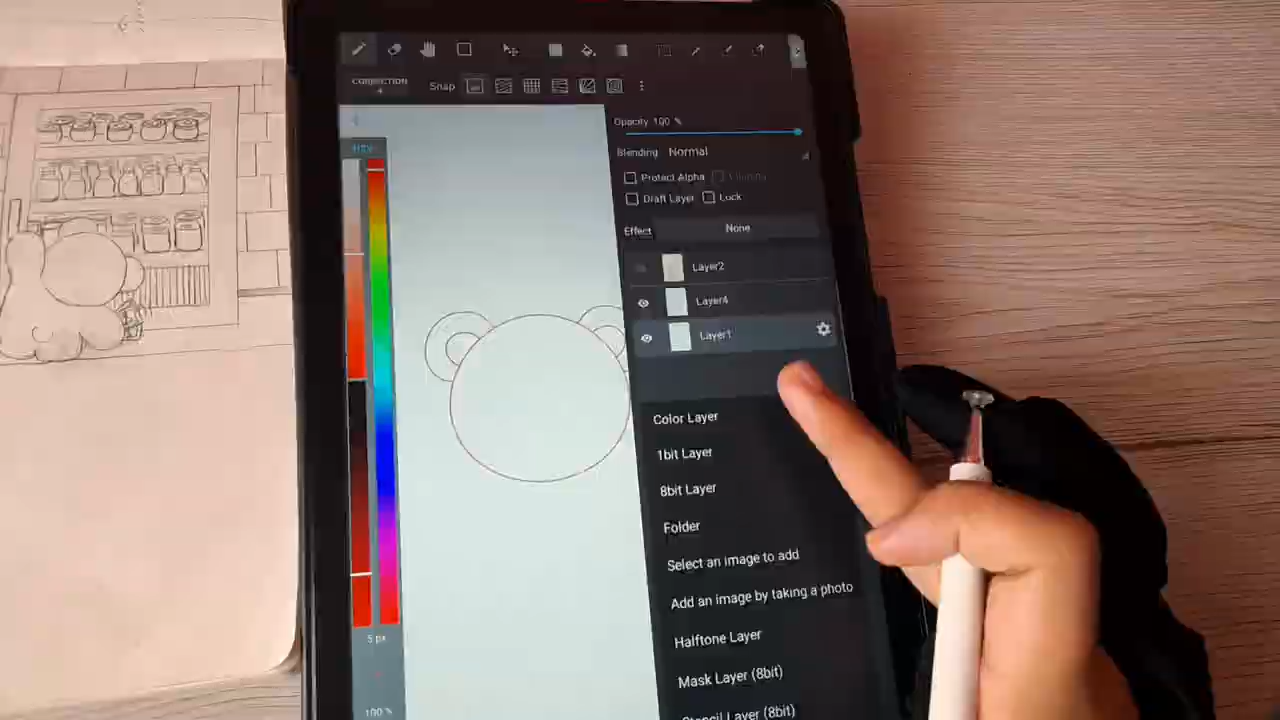 CORRECTION
4
Snap
Opacity 100 %
Blending Normal
Protect Alpha
Draft Layer Lock
Effect None
Layer2
Layer4
Layer1
Color Layer
1bit Layer
8bit Layer
Folder
Select an image to add
Add an image by taking a photo
Halftone Layer
Mask Layer (8bit)
Stencil Layer (8bit)
5 px
100 %